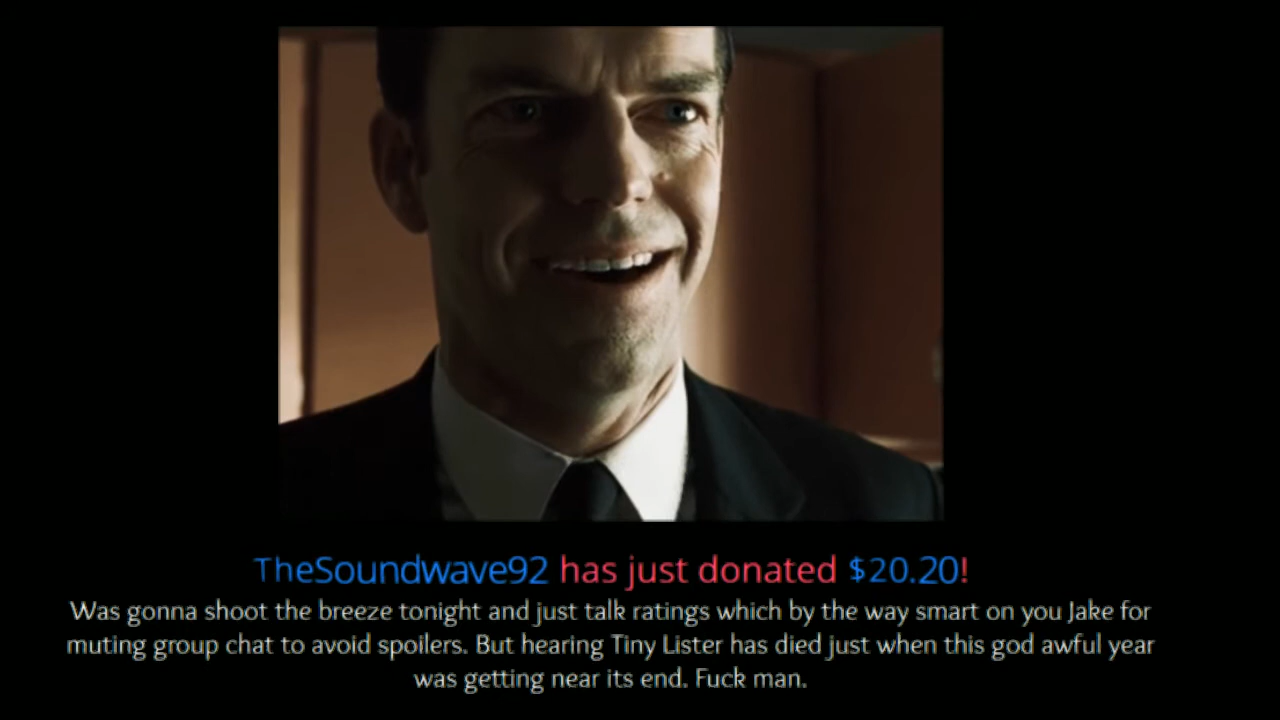 TheSoundwave92 has just donated $20.20!
Was gonna shoot the breeze tonight and just talk ratings which by the way smart on you Jake for
muting group chat to avoid spoilers. But hearing Tiny Lister has died just when this god awful year
was getting near its end. Fuck man.